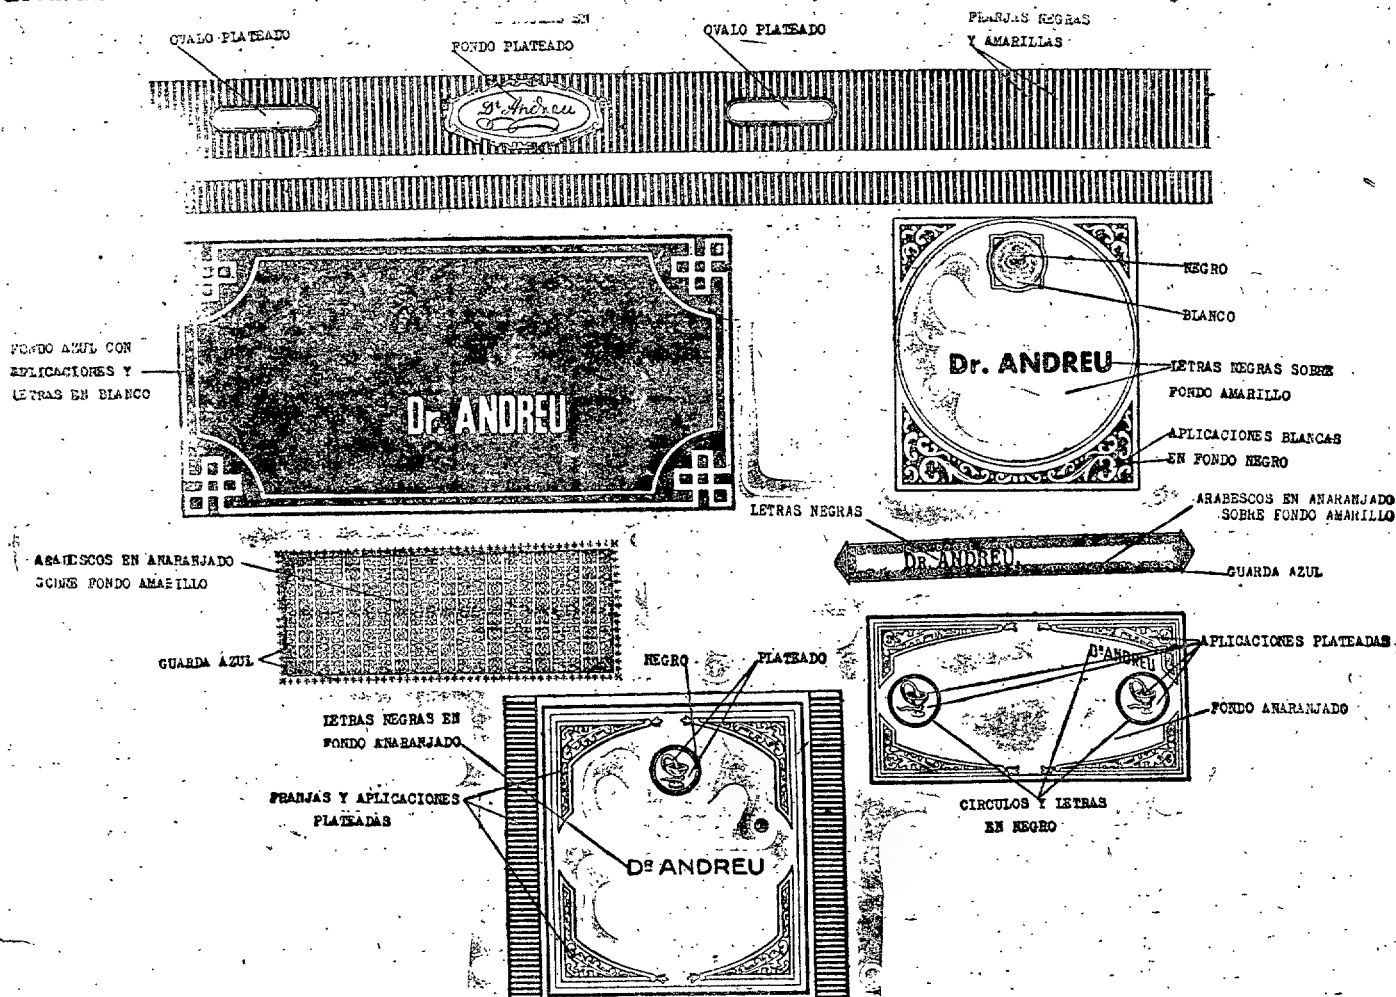 OVALO PLATEADO
EN
FONDO PLATEADO
OVALO PLATEADO
FRANJAS NEGRAS
Y AMARILLAS
Dr. Andreu
NEGRO
BLANCO
Dr. ANDREU
LETRAS NEGRAS SOBRE
FONDO AMARILLO
APLICACIONES BLANCAS
EN FONDO NEGRO
FONDO AZUL CON
APLICACIONES Y
LETRAS EN BLANCO
Dr. ANDREU
LETRAS NEGRAS
ARABESCOS EN ANARANJADO
SOBRE FONDO AMARILLO
DR. ANDREU.
GUARDA AZUL
ARABESCOS EN ANARANJADO
SOBRE FONDO AMARILLO
GUARDA AZUL
NEGRO
PLATEADO
DR ANDREU
APLICACIONES PLATEADAS
FONDO ANARANJADO
CIRCULOS Y LETRAS
EN NEGRO
LETRAS NEGRAS EN
FONDO ANARANJADO
FRANJAS Y APLICACIONES
PLATEADAS
DR ANDREU